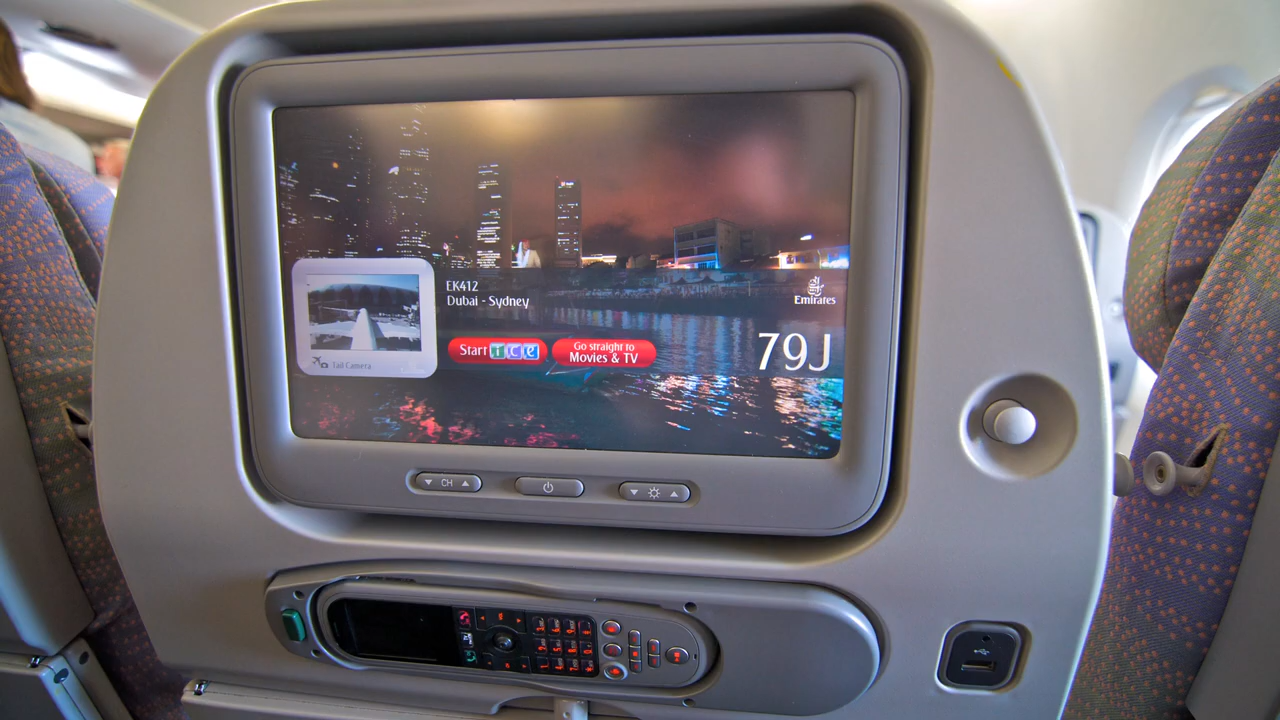 EK412
Dubai - Sydney
Emirates
79J
Start ice
Go straight to
Movies & TV
Tail Camera
CH